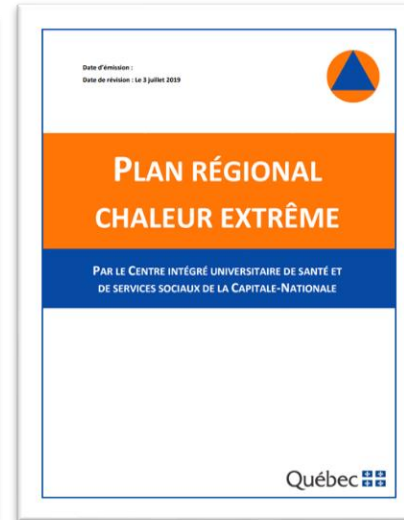 Date d'émission :
Date de révision : Le 3 juillet 2019
PLAN RÉGIONAL
CHALEUR EXTRÊME
PAR LE CENTRE INTÉGRÉ UNIVERSITAIRE DE SANTÉ ET
DE SERVICES SOCIAUX DE LA CAPITALE-NATIONALE
Québec